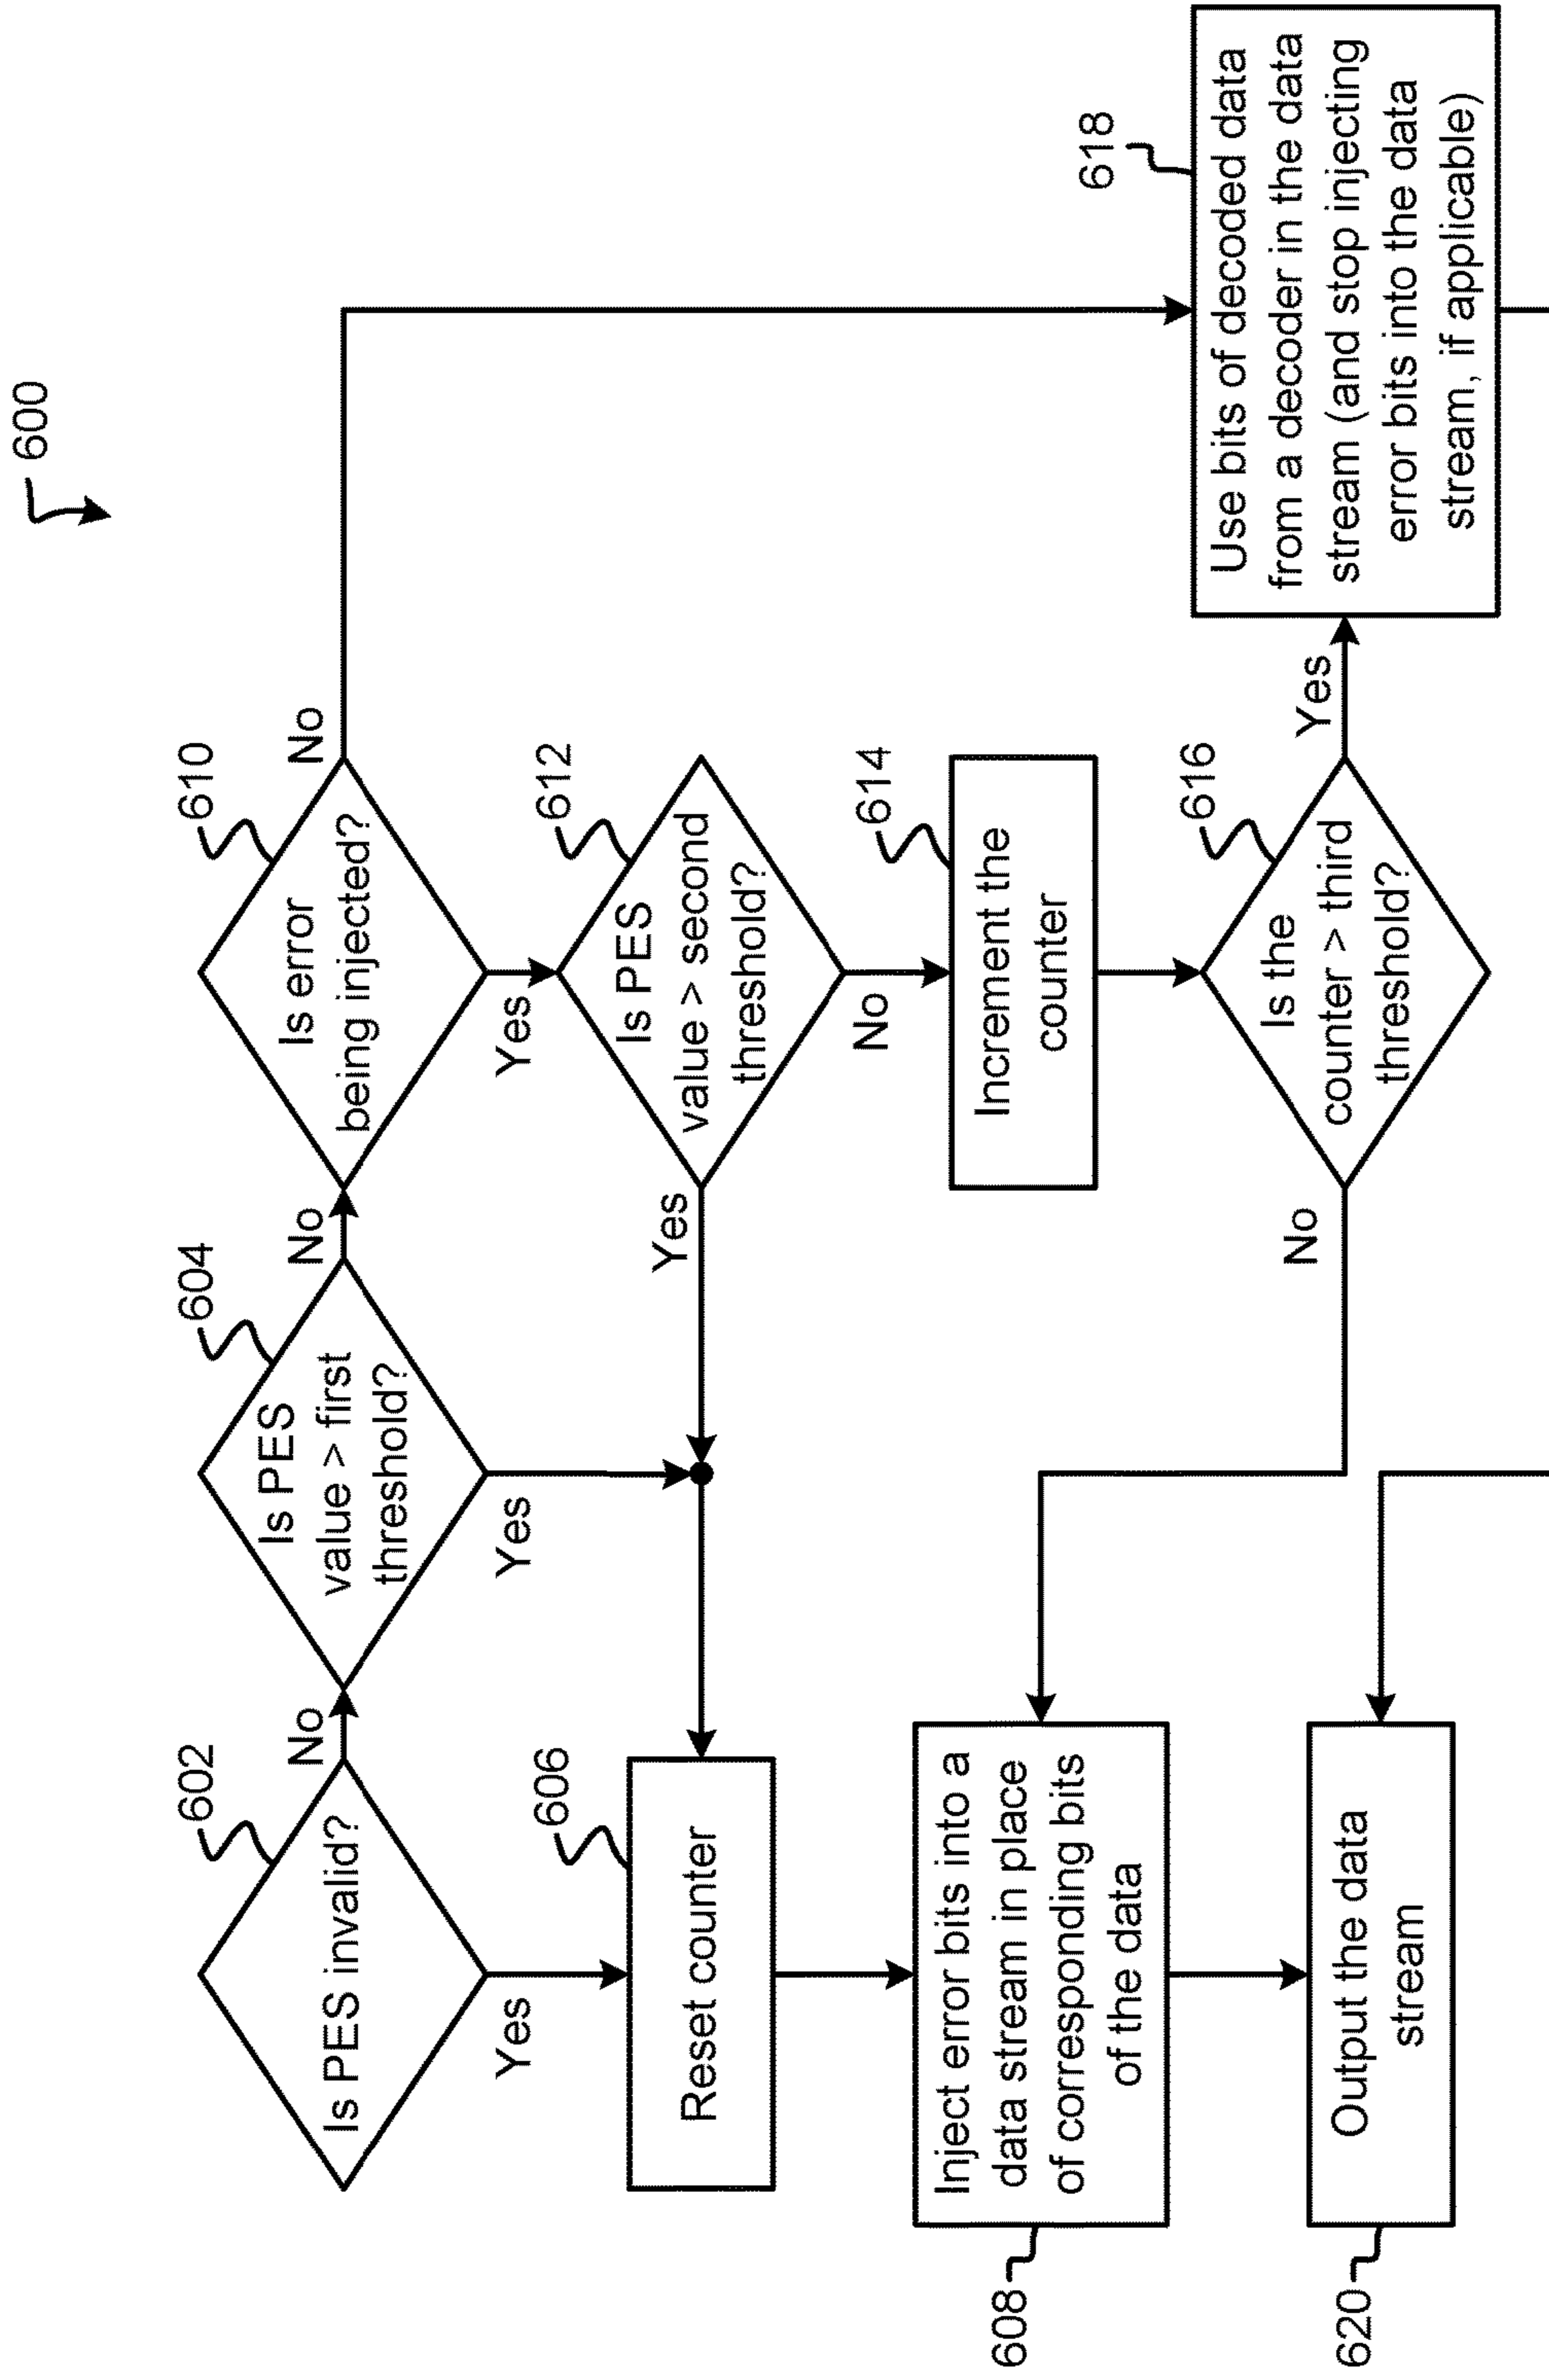 600
602
Is PES invalid?
No
Yes
604
Is PES
value > first
threshold?
No
Yes
610
Is error
being injected?
No
Yes
606
Reset counter
612
Is PES
value > second
threshold?
Yes
No
608
Inject error bits into a
data stream in place
of corresponding bits
of the data
614
Increment the
counter
616
Is the
counter > third
threshold?
No
Yes
618
Use bits of decoded data
from a decoder in the data
stream (and stop injecting
error bits into the data
stream, if applicable)
620
Output the data
stream